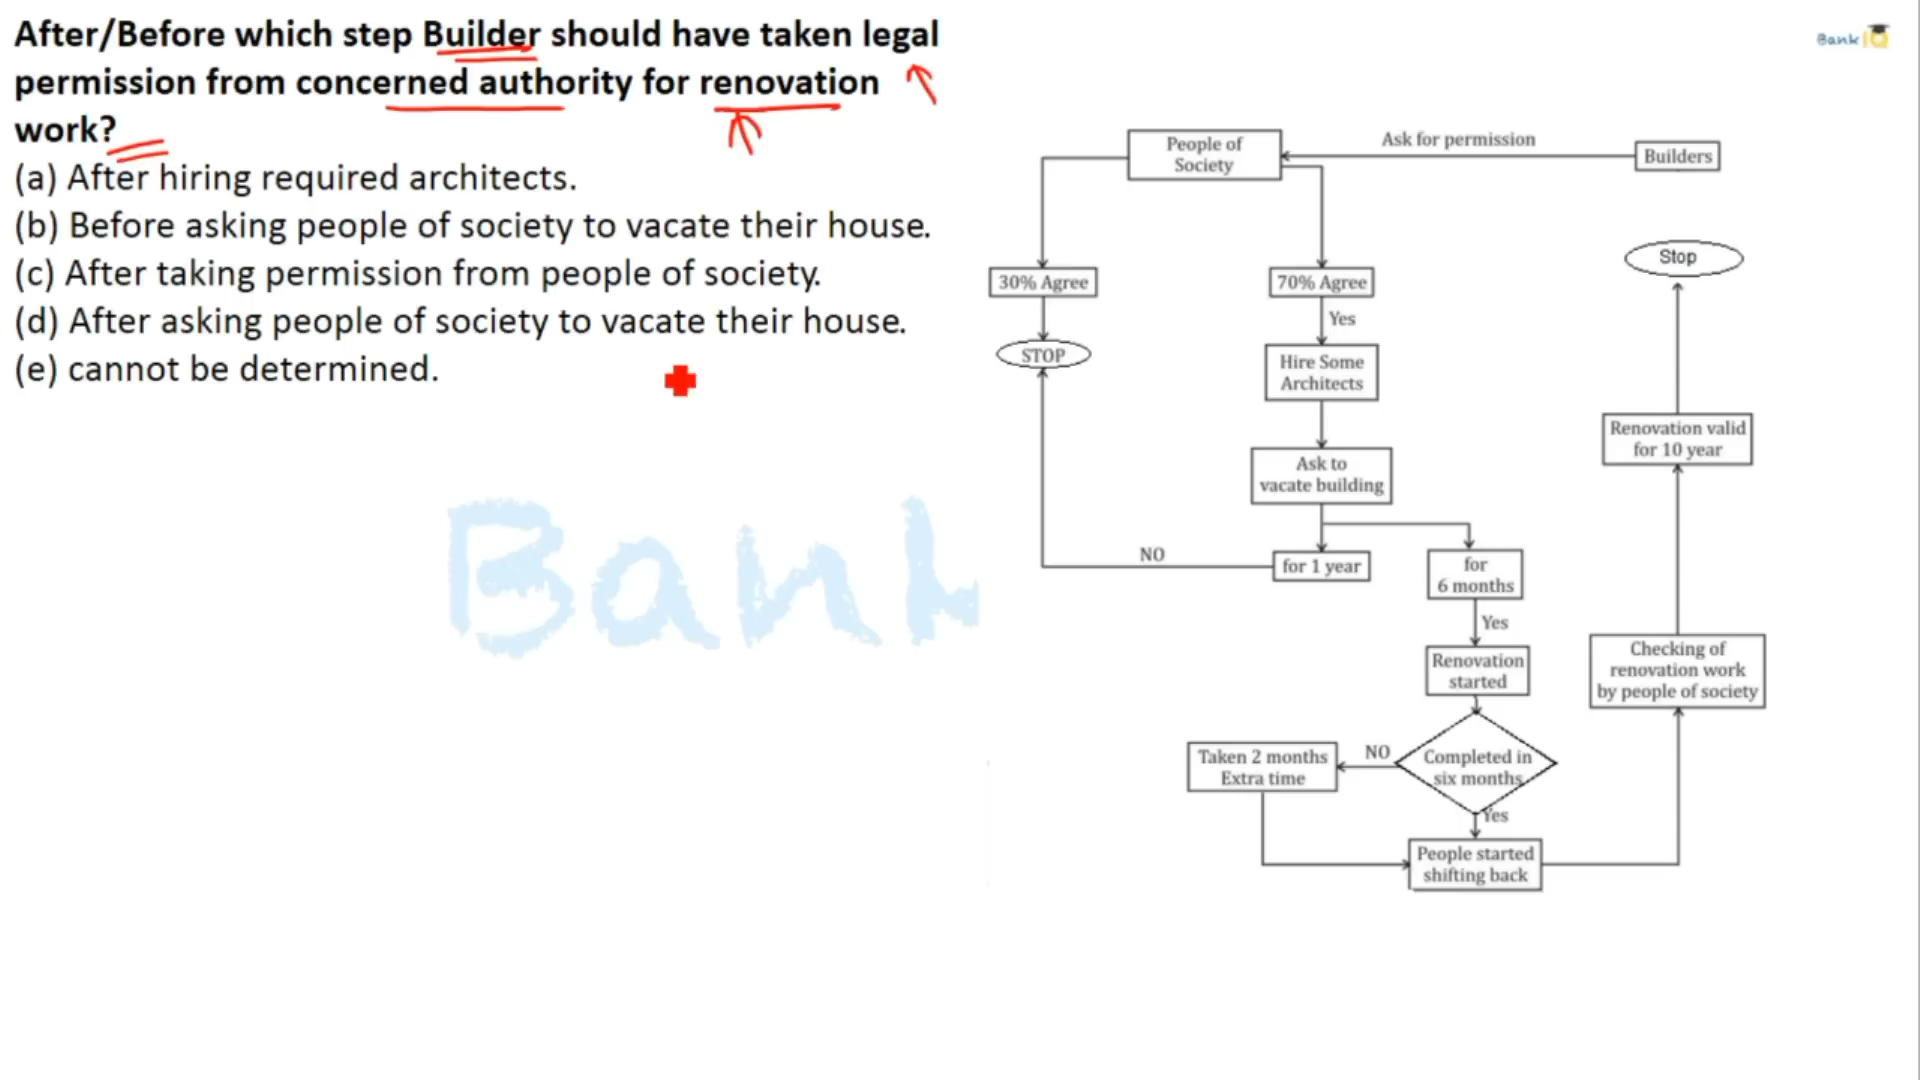 After/Before which step Builder should have taken legal
permission from concerned authority for renovation
work?
(a) After hiring required architects.
(b) Before asking people of society to vacate their house.
(c) After taking permission from people of society.
(d) After asking people of society to vacate their house.
(e) cannot be determined.
Bank IQ
People of
Society
Ask for permission
Builders
Stop
30% Agree
70% Agree
Yes
STOP
Hire Some
Architects
Renovation valid
for 10 year
Ask to
vacate building
NO
for 1 year
for
6 months
Yes
Renovation
started
Checking of
renovation work
by people of society
Taken 2 months
Extra time
NO
Completed in
six months
Yes
People started
shifting back